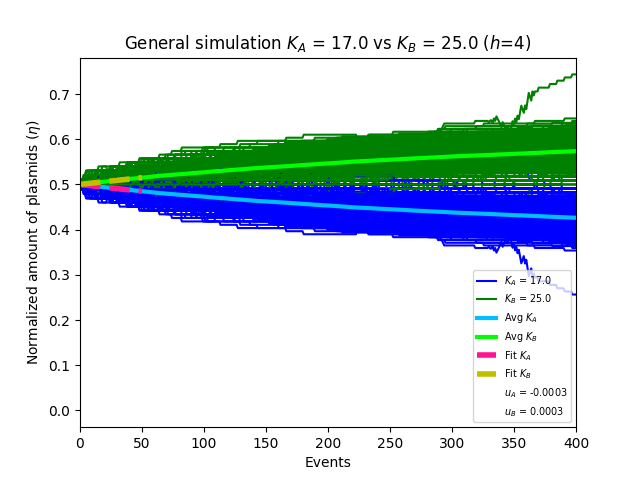 General simulation K_A = 17.0 vs K_B = 25.0 (h=4)
Normalized amount of plasmids (η)
0.7
0.6
0.5
0.4
0.3
0.2
0.1
0.0
K_A = 17.0
K_B = 25.0
Avg K_A
Avg K_B
Fit K_A
Fit K_B
u_A = -0.0003
u_B = 0.0003
0 50 100 150 200 250 300 350 400
Events